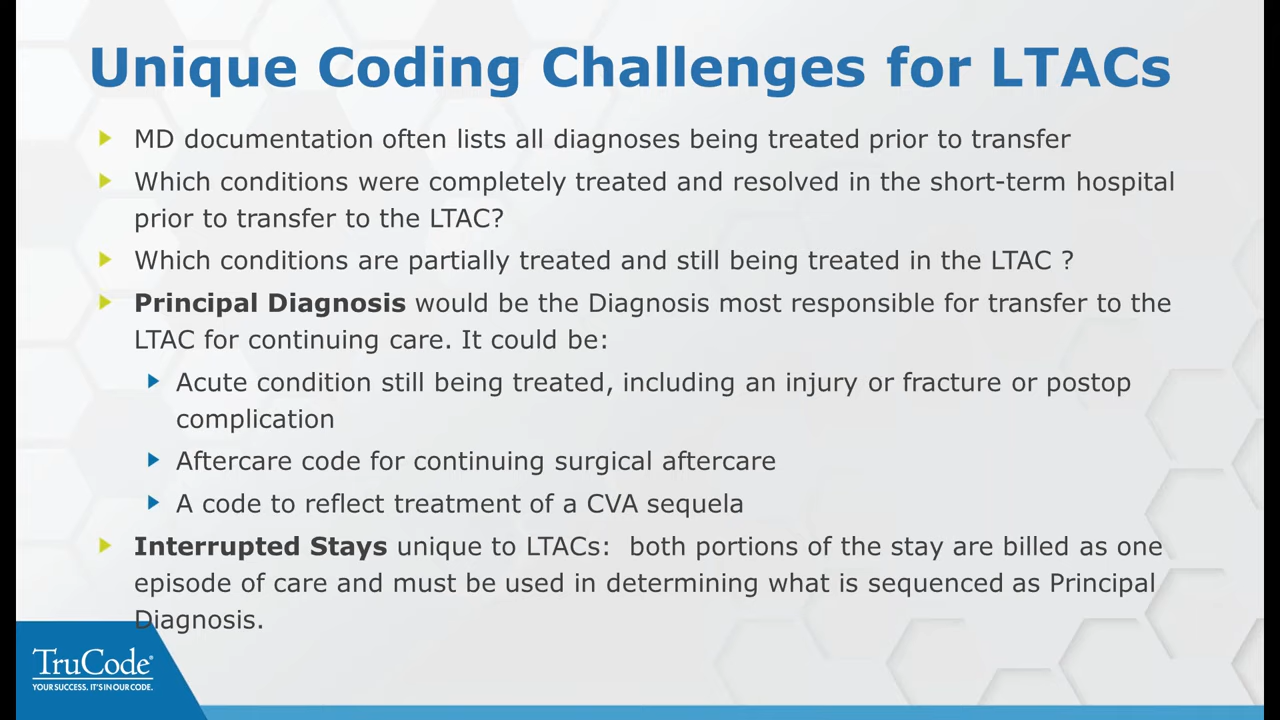 Unique Coding Challenges for LTACs
MD documentation often lists all diagnoses being treated prior to transfer
Which conditions were completely treated and resolved in the short-term hospital
prior to transfer to the LTAC?
Which conditions are partially treated and still being treated in the LTAC ?
Principal Diagnosis would be the Diagnosis most responsible for transfer to the
LTAC for continuing care. It could be:
Acute condition still being treated, including an injury or fracture or postop
complication
Aftercare code for continuing surgical aftercare
A code to reflect treatment of a CVA sequela
Interrupted Stays unique to LTACs:  both portions of the stay are billed as one
episode of care and must be used in determining what is sequenced as Principal
Diagnosis.
TruCode®
YOUR SUCCESS. IT'S IN OUR CODE.